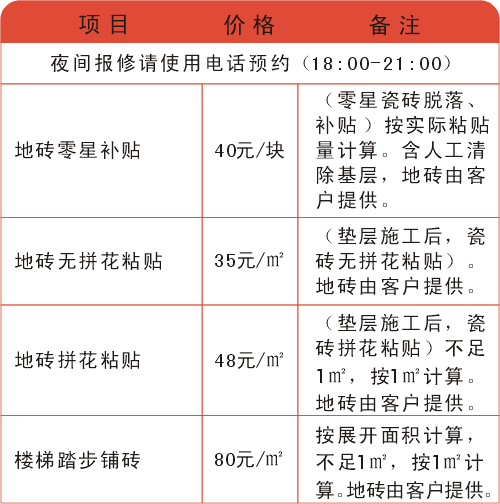 项目 价格 备注
夜间报修请使用电话预约（18:00-21:00）
地砖零星补贴 40元/块 （零星瓷砖脱落、
补贴）按实际粘贴
量计算。含人工清
除基层，地砖由客
户提供。
地砖无拼花粘贴 35元/㎡ （垫层施工后，瓷
砖无拼花粘贴）。
地砖由客户提供。
地砖拼花粘贴 48元/㎡ （垫层施工后，瓷
砖拼花粘贴）不足
1㎡，按1㎡计算。
地砖由客户提供。
楼梯踏步铺砖 80元/㎡ 按展开面积计算，
不足1㎡，按1㎡计
算。地砖由客户提供。